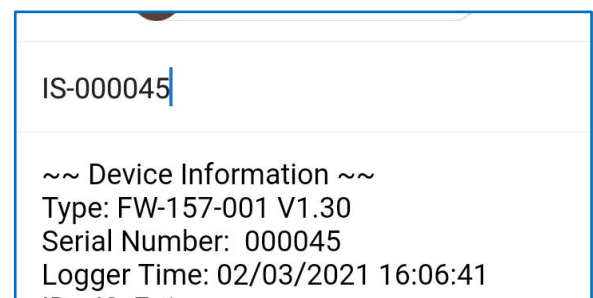 IS-000045
~~ Device Information ~~
Type: FW-157-001 V1.30
Serial Number:  000045
Logger Time: 02/03/2021 16:06:41